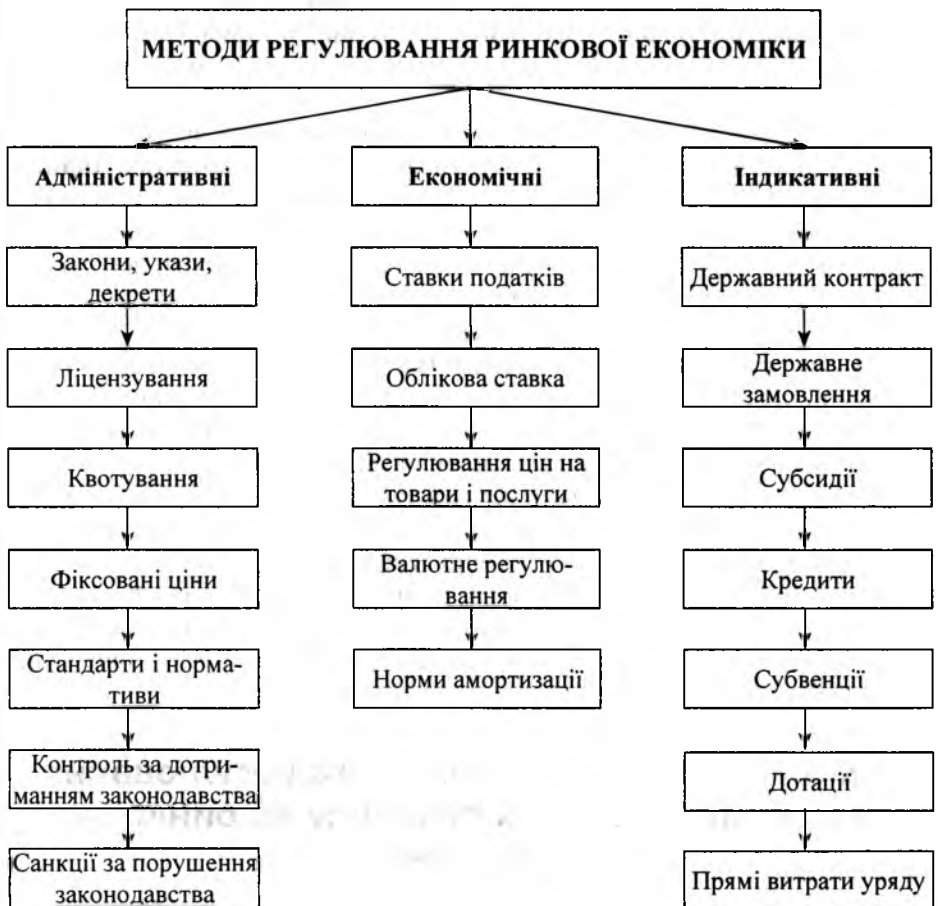 МЕТОДИ РЕГУЛЮВАННЯ РИНКОВОЇ ЕКОНОМІКИ
Адміністративні
Закони, укази,
декрети
Ліцензування
Квотування
Фіксовані ціни
Стандарти і норма-
тиви
Контроль за дотри-
манням законодавства
Санкції за порушення
законодавства
Економічні
Ставки податків
Облікова ставка
Регулювання цін на
товари і послуги
Валютне регулю-
вання
Норми амортизації
Індикативні
Державний контракт
Державне
замовлення
Субсидії
Кредити
Субвенції
Дотації
Прямі витрати уряду